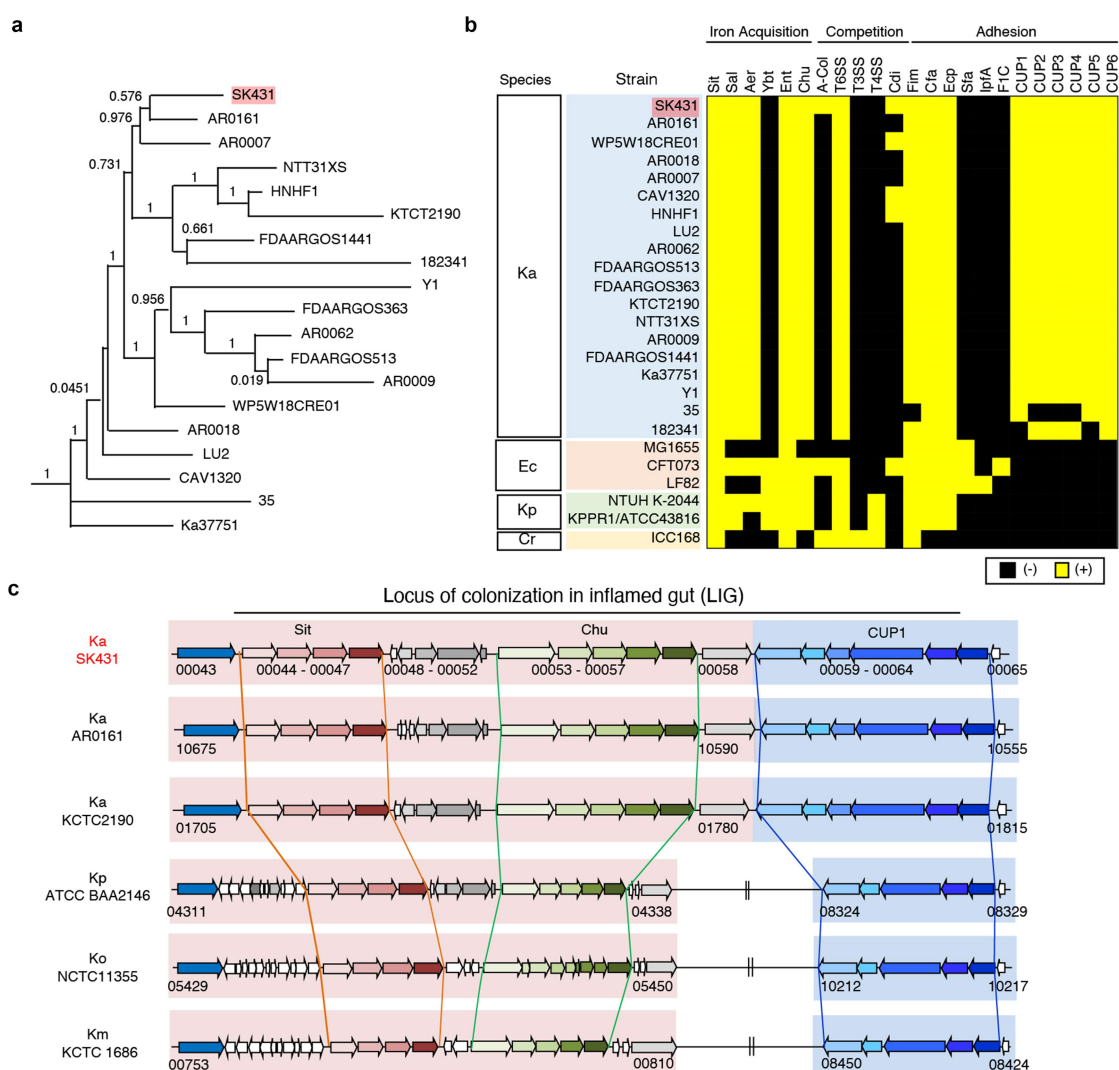 a
0.576
SK431
0.976
AR0161
AR0007
0.731
NTT31XS
1
1
HNHF1
KTCT2190
0.661
FDAARGOS1441
1
182341
Y1
0.956
FDAARGOS363
1
AR0062
1
1
FDAARGOS513
0.019
AR0009
0.0451
WP5W18CRE01
AR0018
1
LU2
CAV1320
1
35
Ka37751
b
Iron Acquisition Competition Adhesion
Species Strain
Sit Sal Aer Ybt Ent Chu A-Col T6SS T3SS T4SS Cdi Fim Cfa Ecp Sfa lpfA F1C CUP1 CUP2 CUP3 CUP4 CUP5 CUP6
Ka
SK431
AR0161
WP5W18CRE01
AR0018
AR0007
CAV1320
HNHF1
LU2
AR0062
FDAARGOS513
FDAARGOS363
KTCT2190
NTT31XS
AR0009
FDAARGOS1441
Ka37751
Y1
35
182341
Ec
MG1655
CFT073
LF82
Kp
NTUH K-2044
KPPR1/ATCC43816
Cr
ICC168
(-) (+)
c
Locus of colonization in inflamed gut (LIG)
Sit Chu CUP1
Ka
SK431
00043 00044 - 00047 00048 - 00052 00053 - 00057 00058 00059 - 00064 00065
Ka
AR0161
10675 10590 10555
Ka
KCTC2190
01705 01780 01815
Kp
ATCC BAA2146
04311 04338 08324 08329
Ko
NCTC11355
05429 05450 10212 10217
Km
KCTC 1686
00753 00810 08450 08424